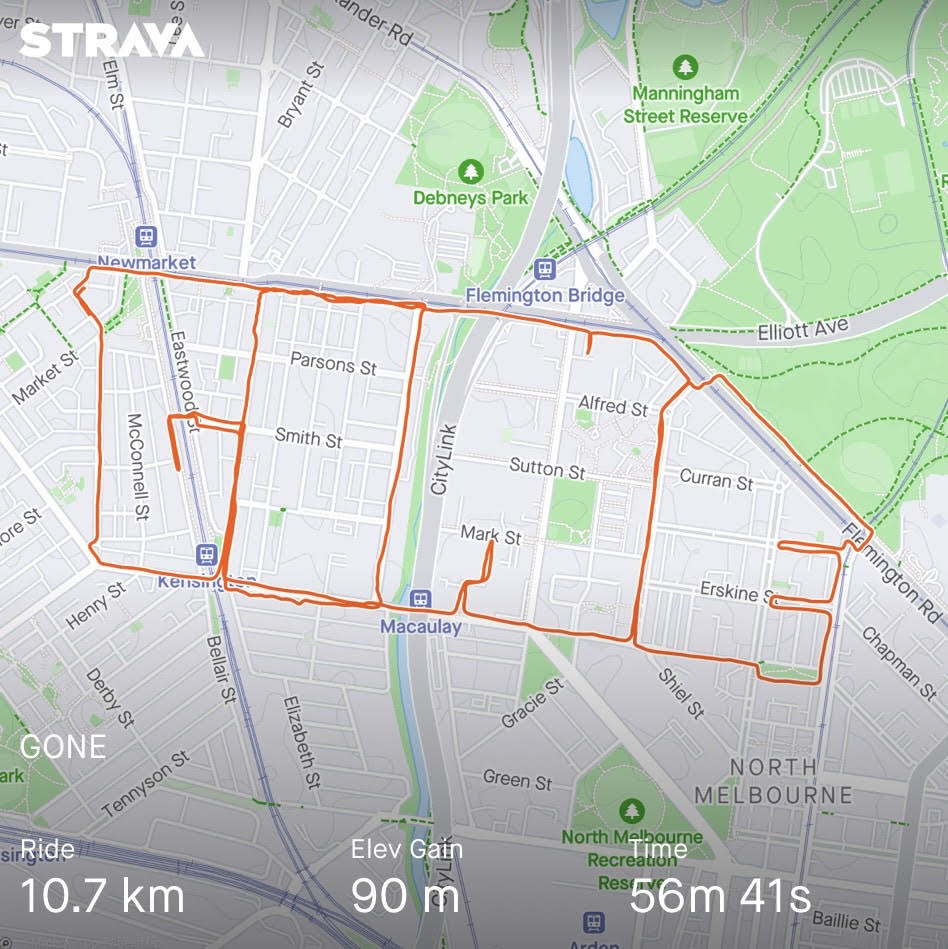 STRAVA
Elm St
Bryant St
Manningham
Street Reserve
Debneys Park
Newmarket
Flemington Bridge
Elliott Ave
Market St
Eastwood St
Parsons St
McConnell St
Smith St
CityLink
Alfred St
Sutton St
Curran St
Mark St
Flemington Rd
Kensington
Henry St
Macaulay
Erskine S
Chapman St
Bellair St
Derby St
Elizabeth St
Gracie St
Shiel St
GONE
Tennyson St
Green St
NORTH
MELBOURNE
North Melbourne
Recreation
Reserve
CityLink
Ride
10.7 km
Elev Gain
90 m
Time
56m 41s
Baillie St
Arden